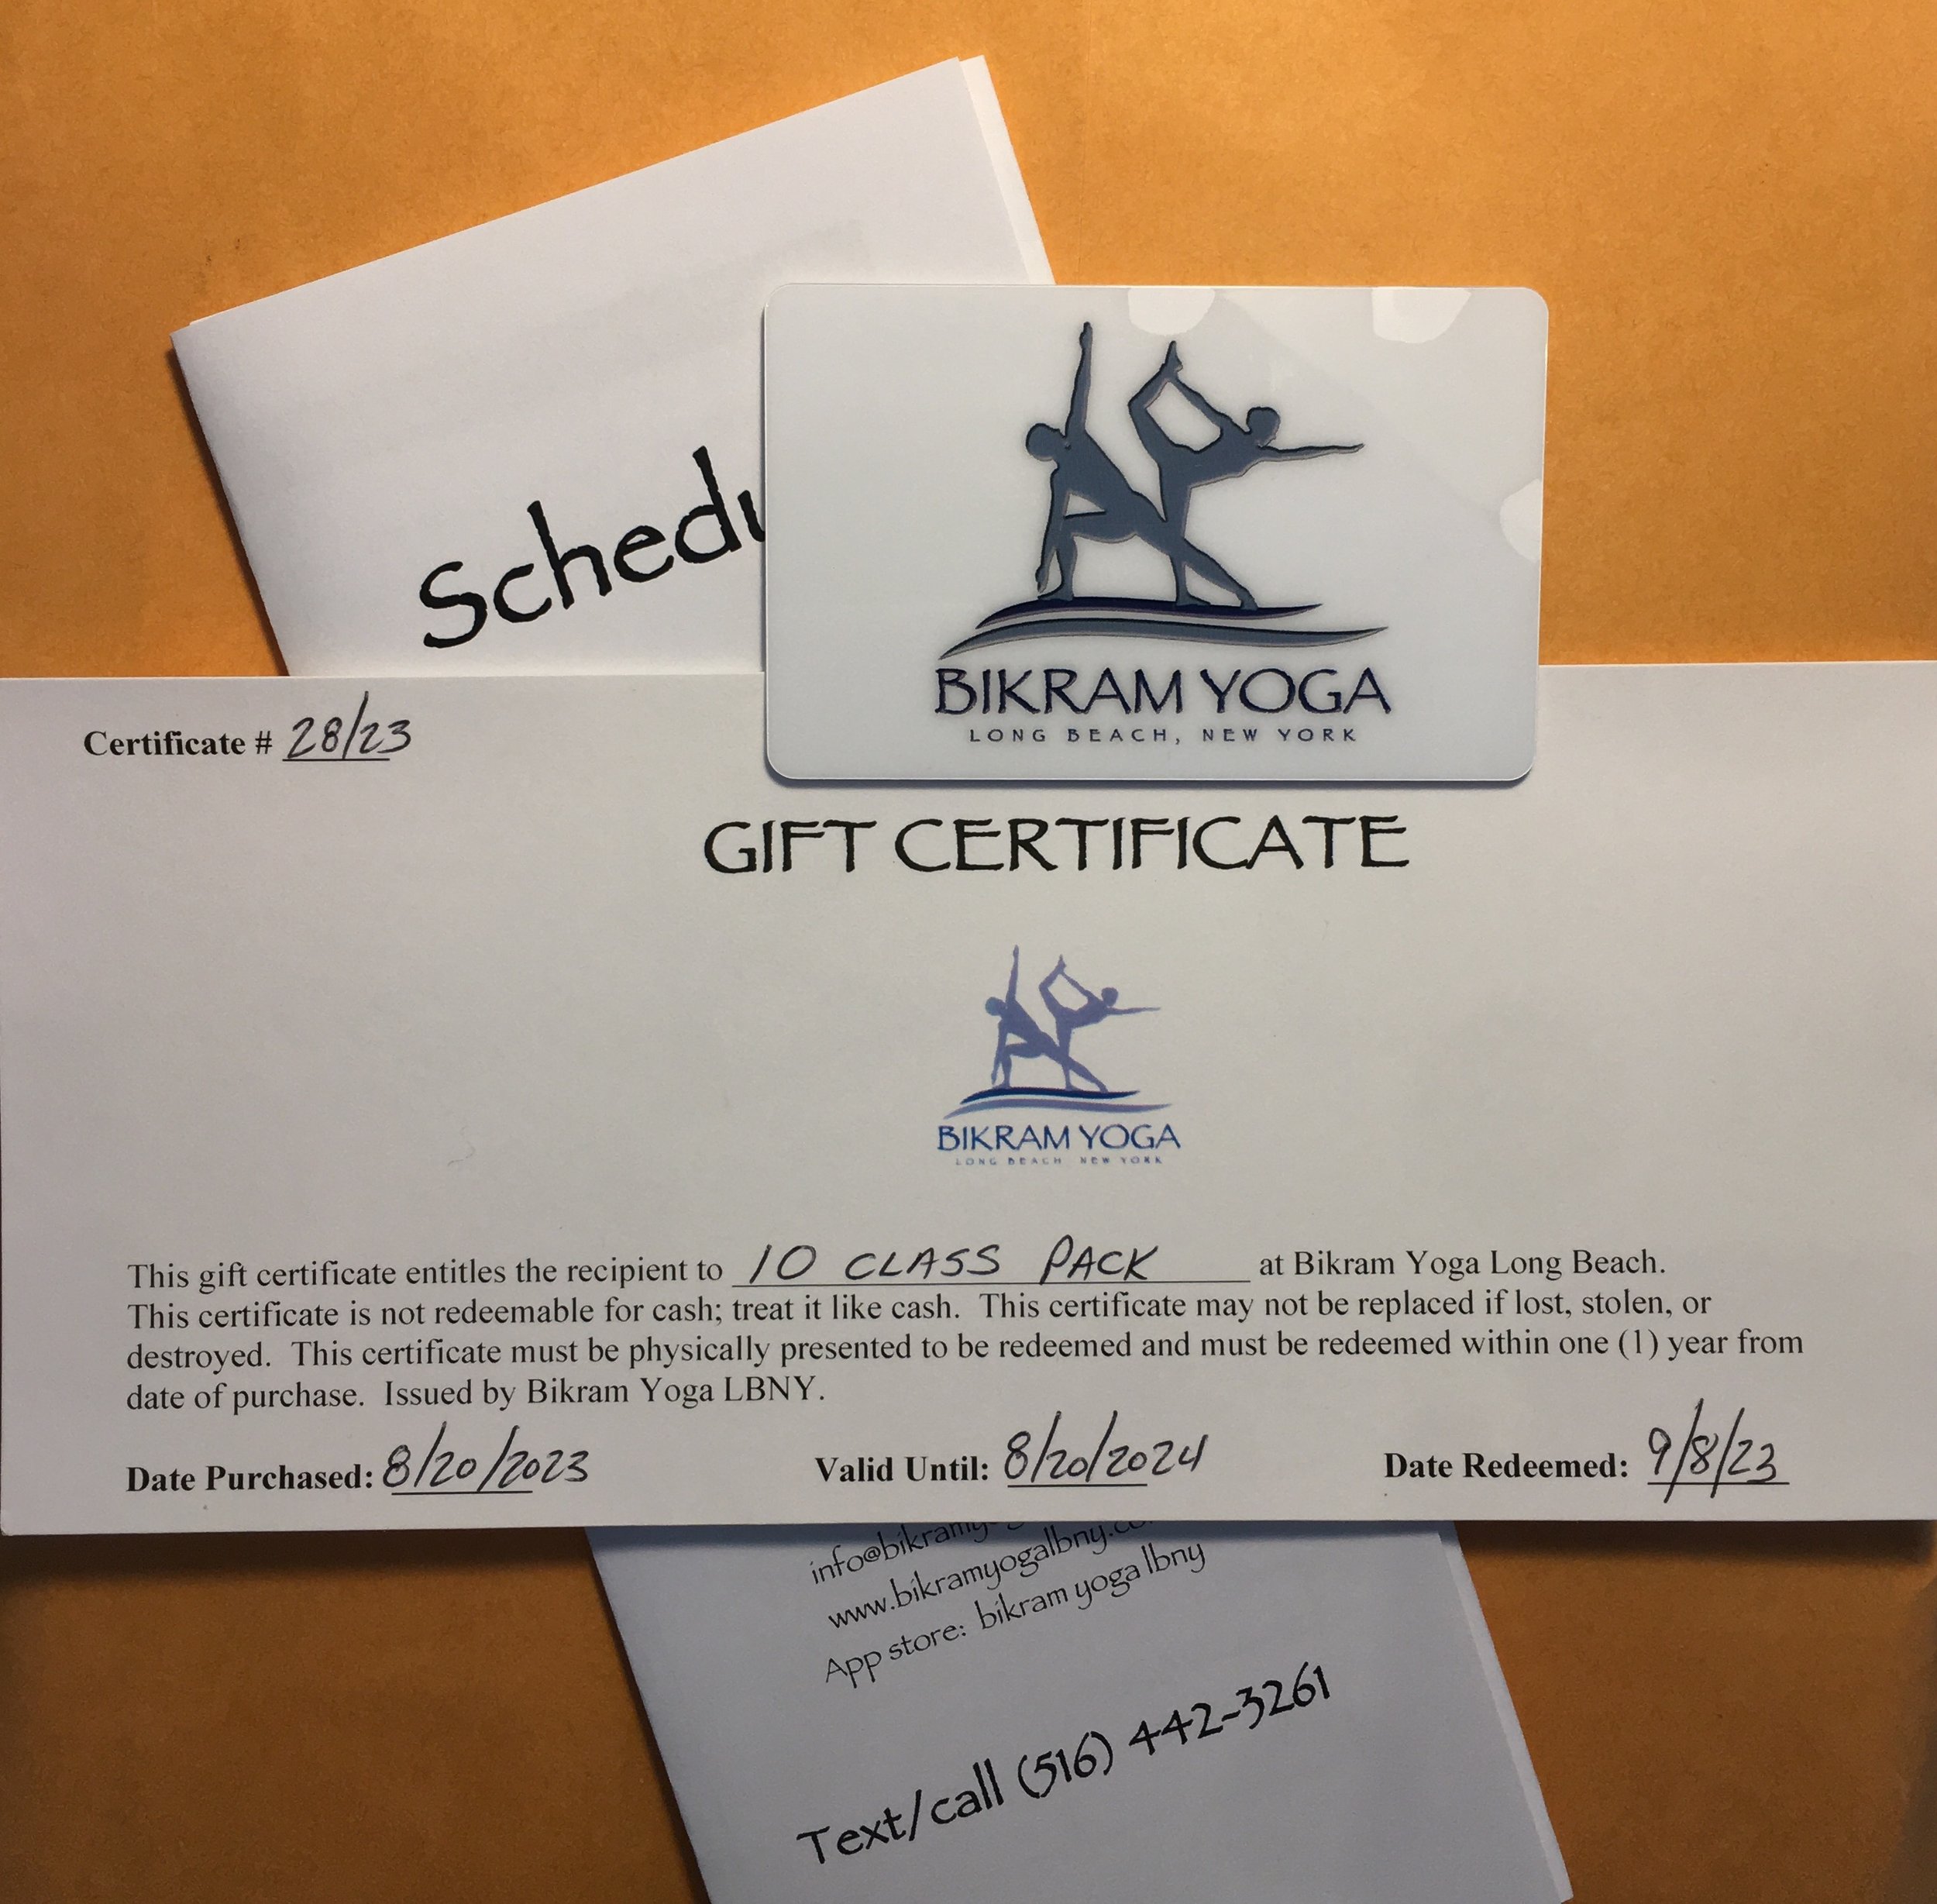 Schedu
BIKRAM YOGA
LONG BEACH, NEW YORK
Certificate # 28/23
GIFT CERTIFICATE
BIKRAM YOGA
LONG BEACH NEW YORK
This gift certificate entitles the recipient to 10 CLASS PACK at Bikram Yoga Long Beach.
This certificate is not redeemable for cash; treat it like cash. This certificate may not be replaced if lost, stolen, or
destroyed. This certificate must be physically presented to be redeemed and must be redeemed within one (1) year from
date of purchase. Issued by Bikram Yoga LBNY.
Date Purchased: 8/20/2023 Valid Until: 8/20/2024 Date Redeemed: 9/8/23
info@bikramyo
www.bikramyogalbny.co
App store: bikram yoga lbny
Text/call (516) 442-3261